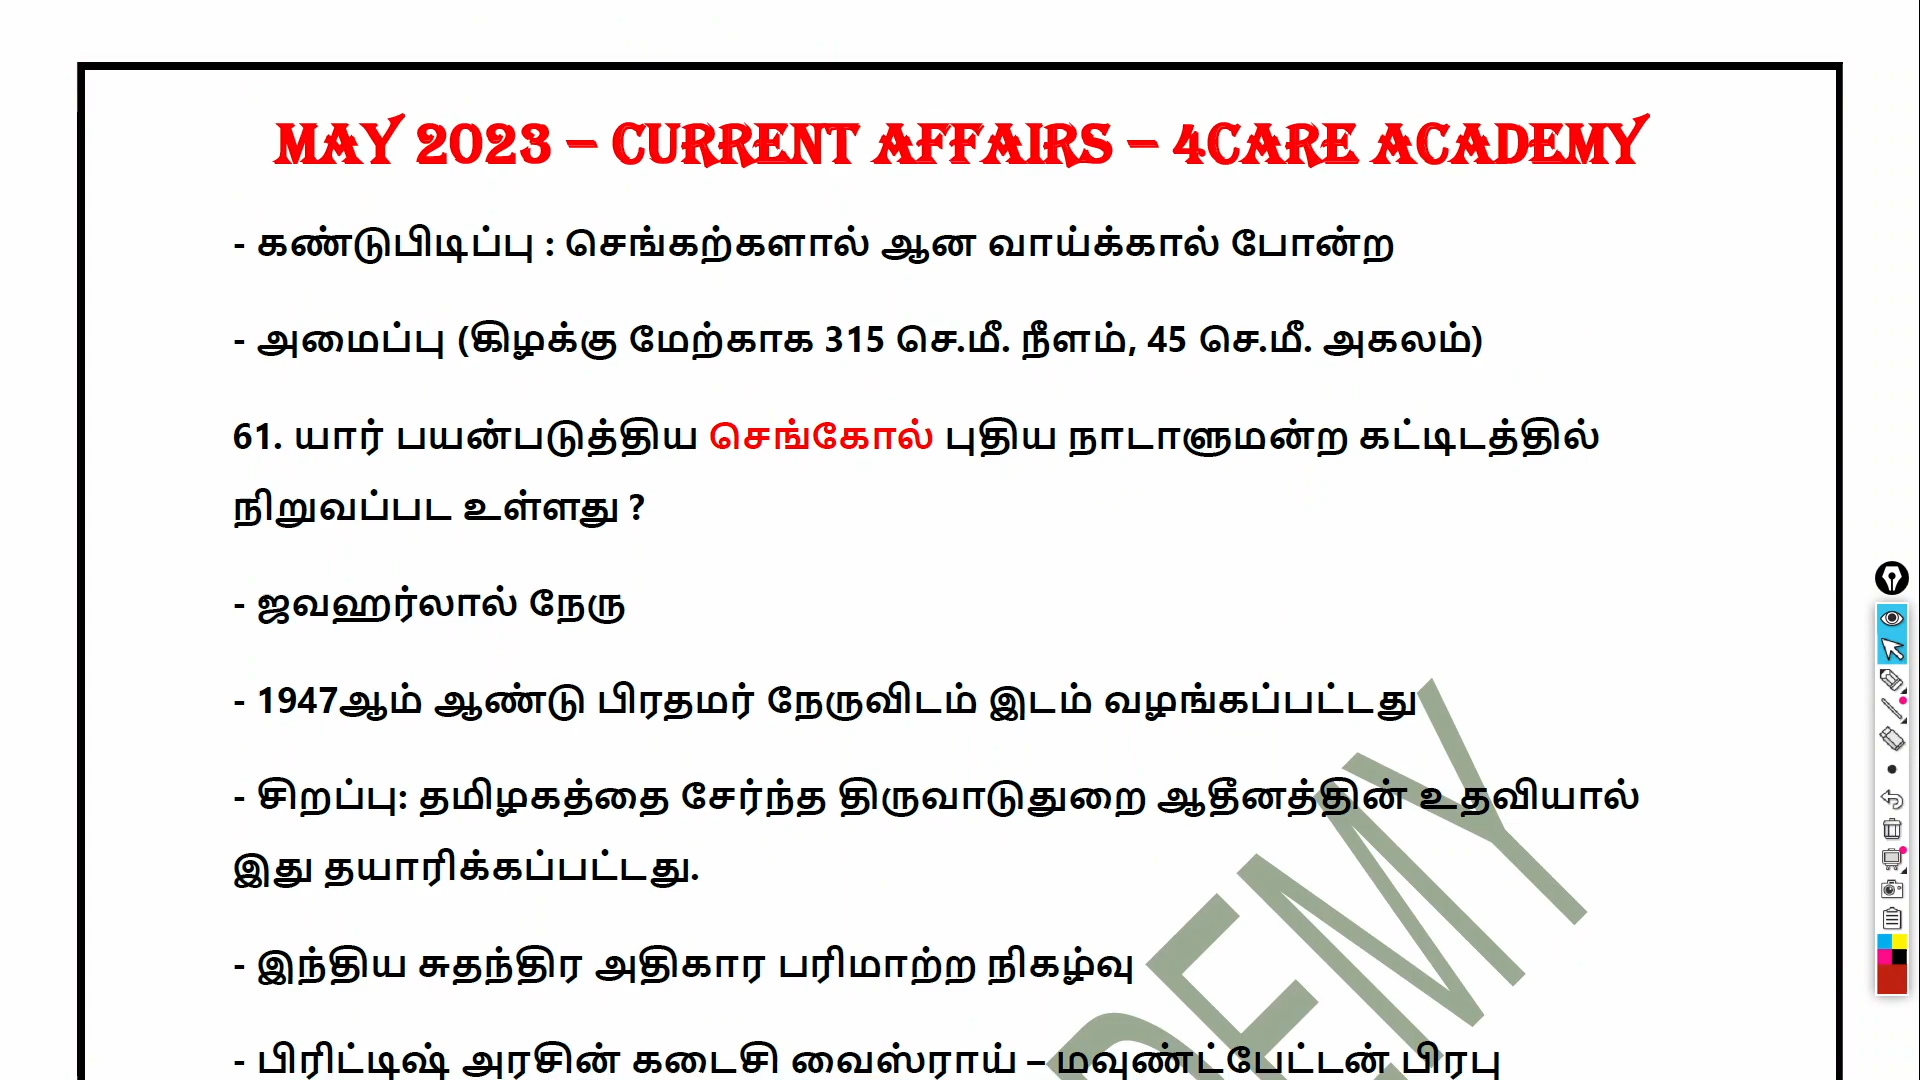 MAY 2023 – CURRENT AFFAIRS – 4CARE ACADEMY
- கண்டுபிடிப்பு : செங்கற்களால் ஆன வாய்க்கால் போன்ற
- அமைப்பு (கிழக்கு மேற்காக 315 செ.மீ. நீளம், 45 செ.மீ. அகலம்)
61. யார் பயன்படுத்திய செங்கோல் புதிய நாடாளுமன்ற கட்டிடத்தில்
நிறுவப்பட உள்ளது ?
- ஜவஹர்லால் நேரு
- 1947ஆம் ஆண்டு பிரதமர் நேருவிடம் இடம் வழங்கப்பட்டது
- சிறப்பு: தமிழகத்தை சேர்ந்த திருவாடுதுறை ஆதீனத்தின் உதவியால்
இது தயாரிக்கப்பட்டது.
- இந்திய சுதந்திர அதிகார பரிமாற்ற நிகழ்வு
- பிரிட்டிஷ் அரசின் கடைசி வைஸ்ராய் – மவுண்ட்பேட்டன் பிரபு
DEMY